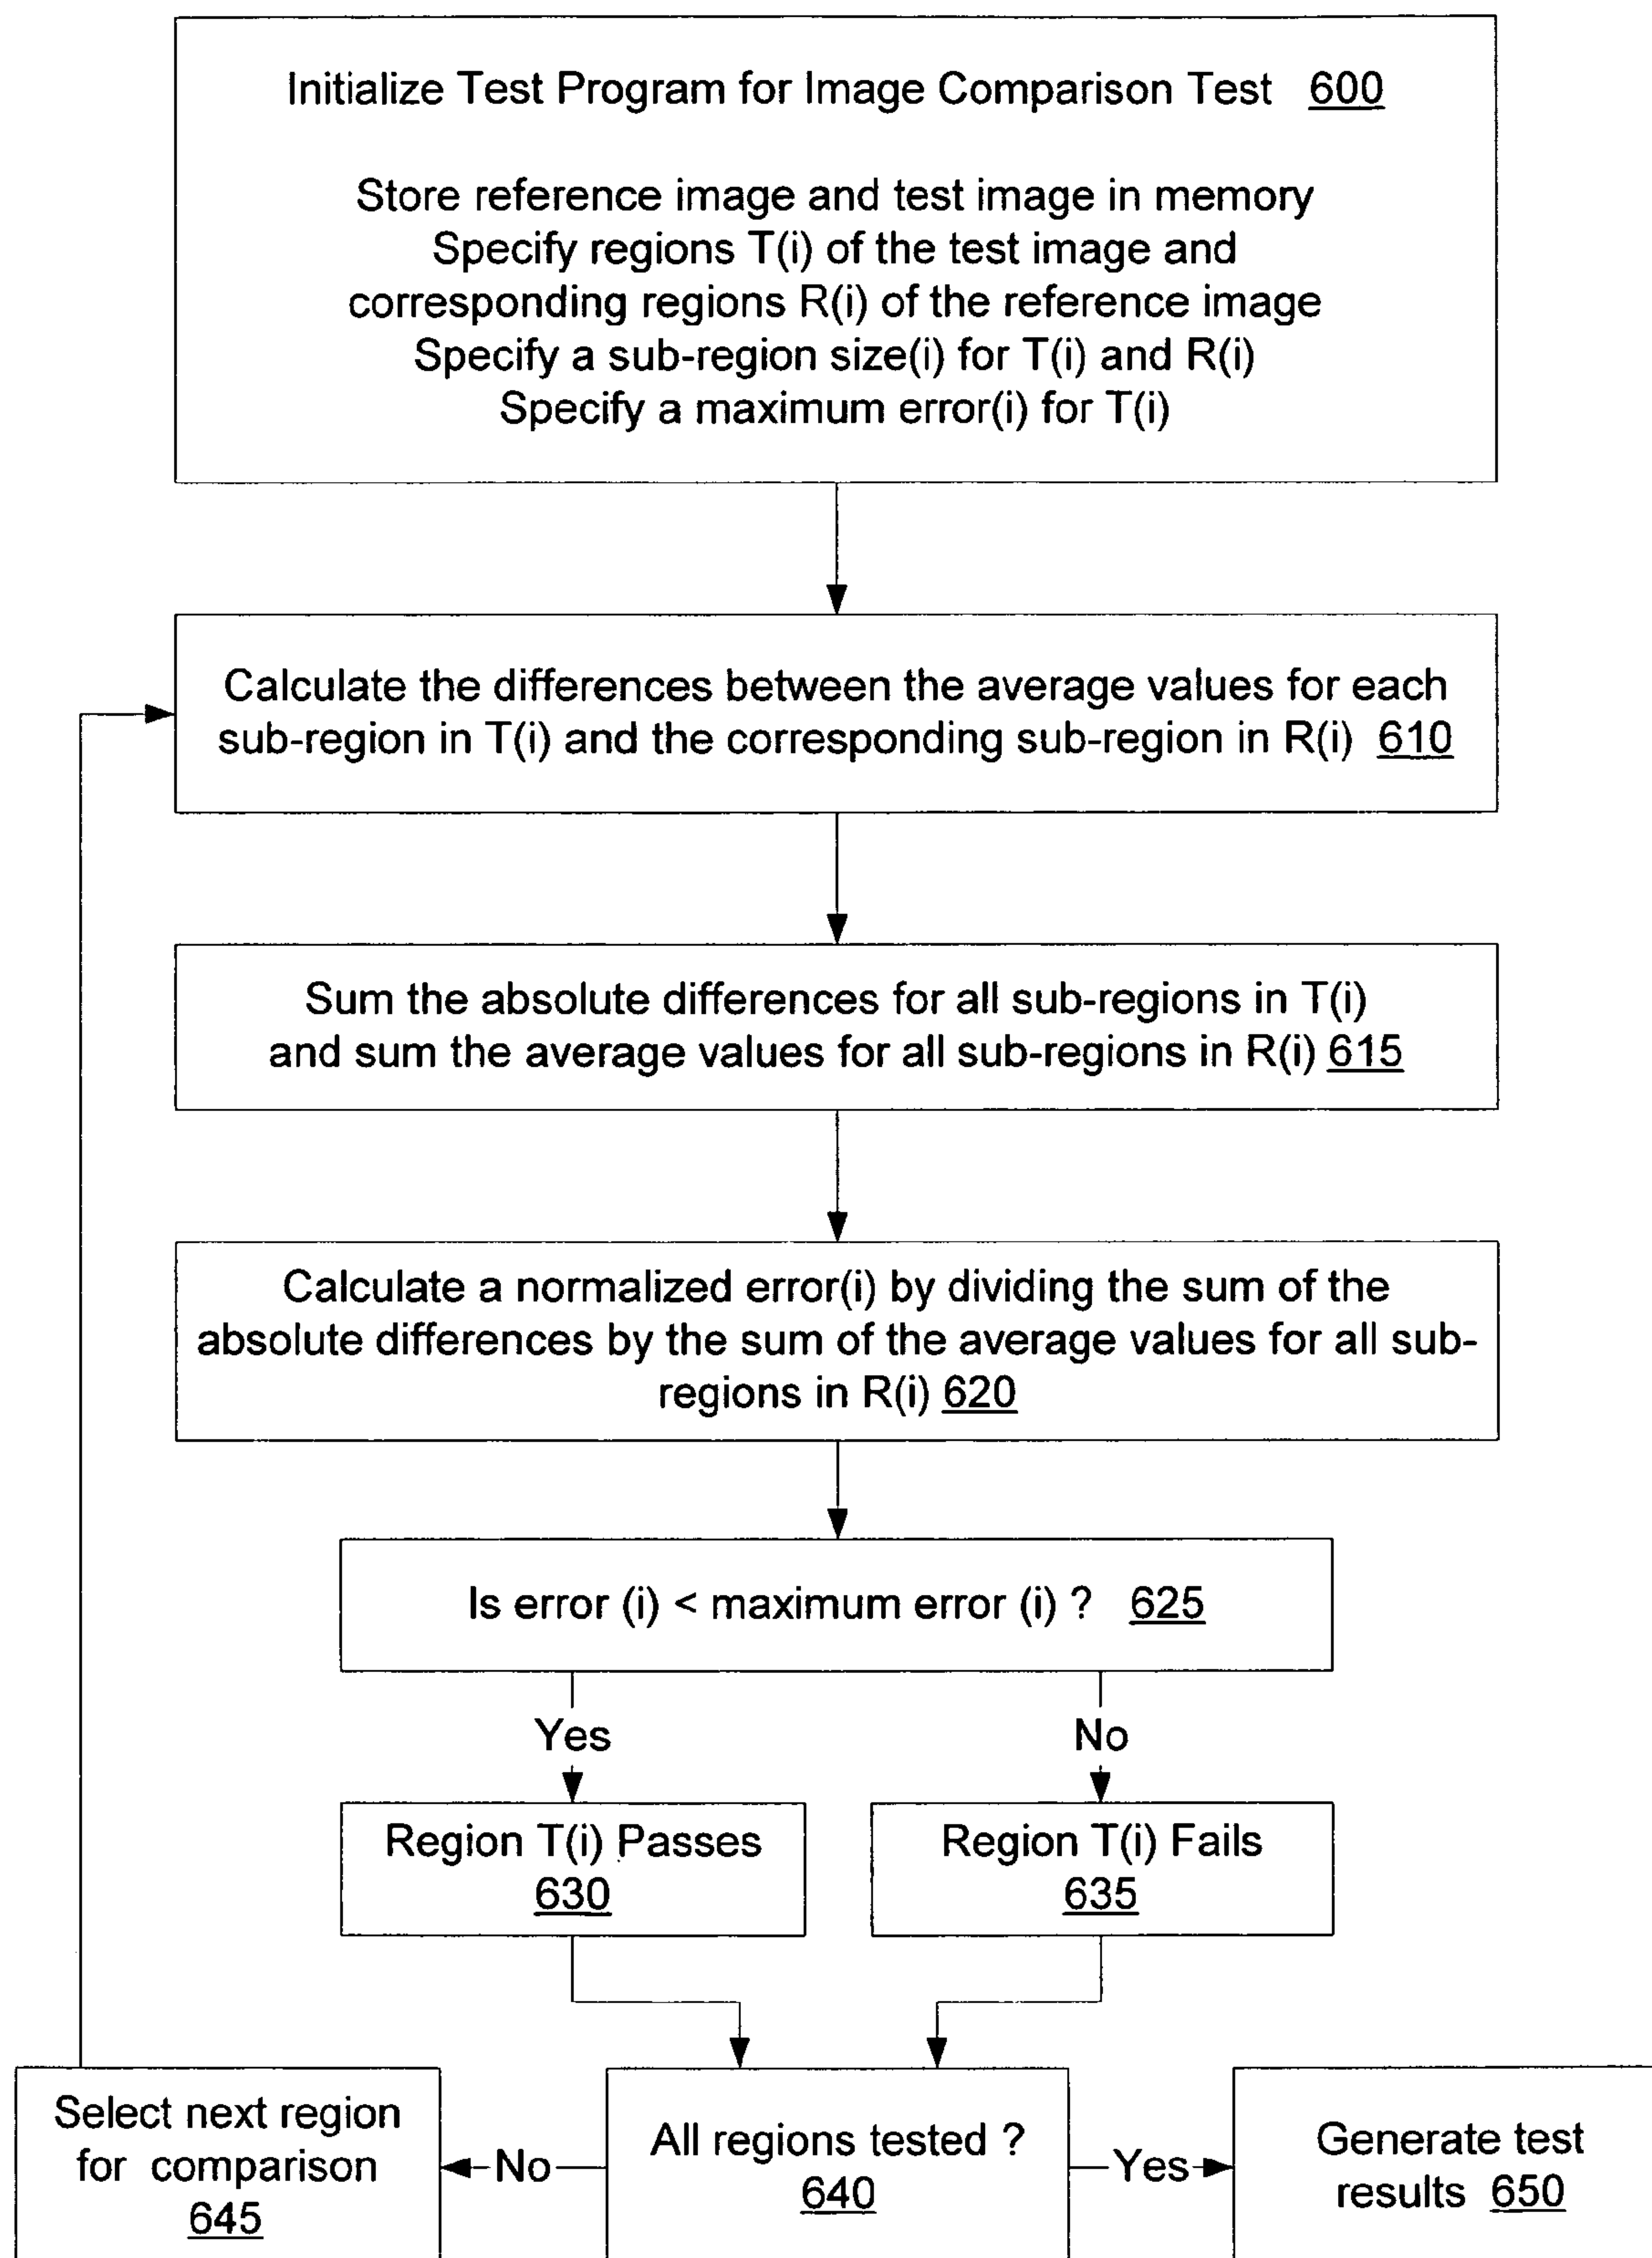 Initialize Test Program for Image Comparison Test 600
Store reference image and test image in memory
Specify regions T(i) of the test image and
corresponding regions R(i) of the reference image
Specify a sub-region size(i) for T(i) and R(i)
Specify a maximum error(i) for T(i)
Calculate the differences between the average values for each
sub-region in T(i) and the corresponding sub-region in R(i) 610
Sum the absolute differences for all sub-regions in T(i)
and sum the average values for all sub-regions in R(i) 615
Calculate a normalized error(i) by dividing the sum of the
absolute differences by the sum of the average values for all sub-
regions in R(i) 620
Is error (i) < maximum error (i) ? 625
Yes
No
Region T(i) Passes
630
Region T(i) Fails
635
Select next region
for comparison
645
No
All regions tested ?
640
Yes
Generate test
results 650